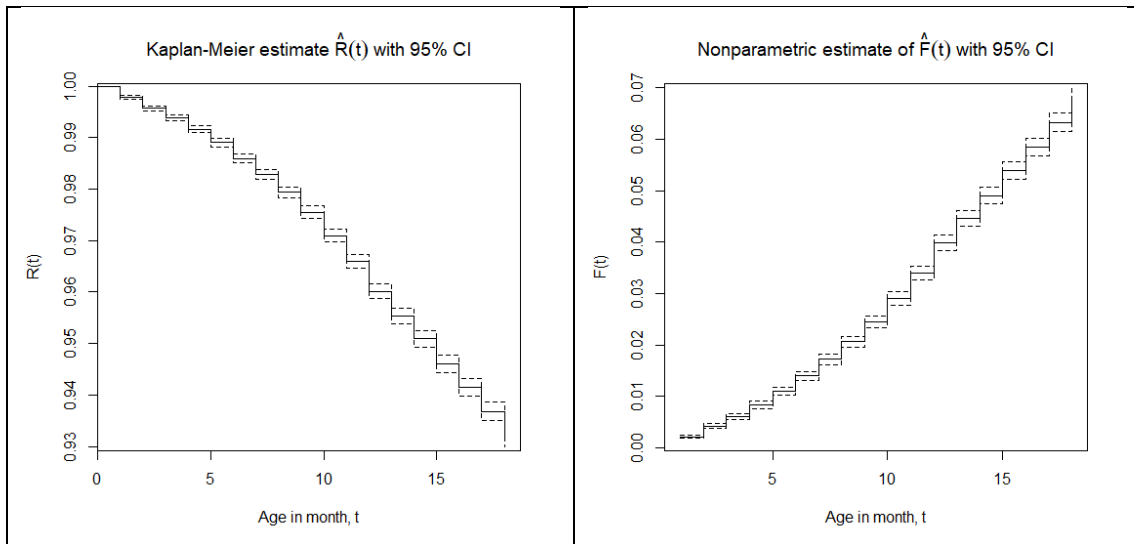 Kaplan-Meier estimate R̂(t) with 95% CI
R(t)
1.00
0.99
0.98
0.97
0.96
0.95
0.94
0.93
0 5 10 15
Age in month, t
Nonparametric estimate of F̂(t) with 95% CI
F(t)
0.07
0.06
0.05
0.04
0.03
0.02
0.01
0.00
5 10 15
Age in month, t